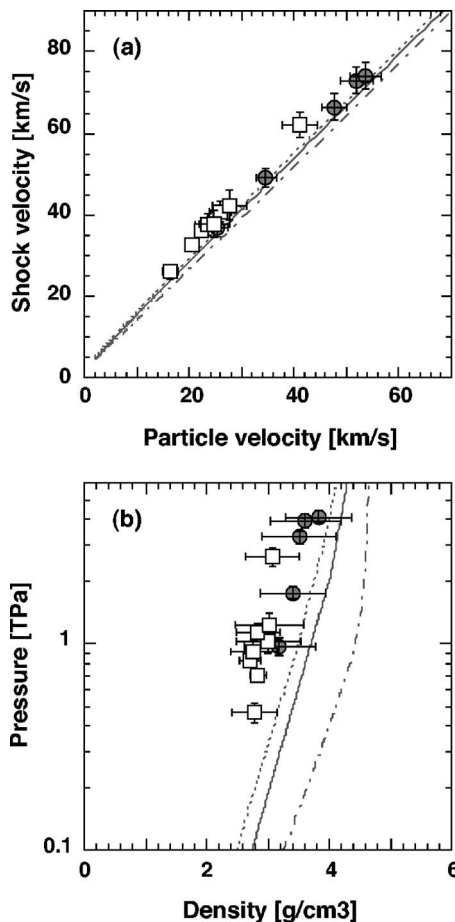 (a)
Shock velocity [km/s]
80
60
40
20
0
0 20 40 60
Particle velocity [km/s]
(b)
Pressure [TPa]
1
0.1
0 2 4 6
Density [g/cm3]